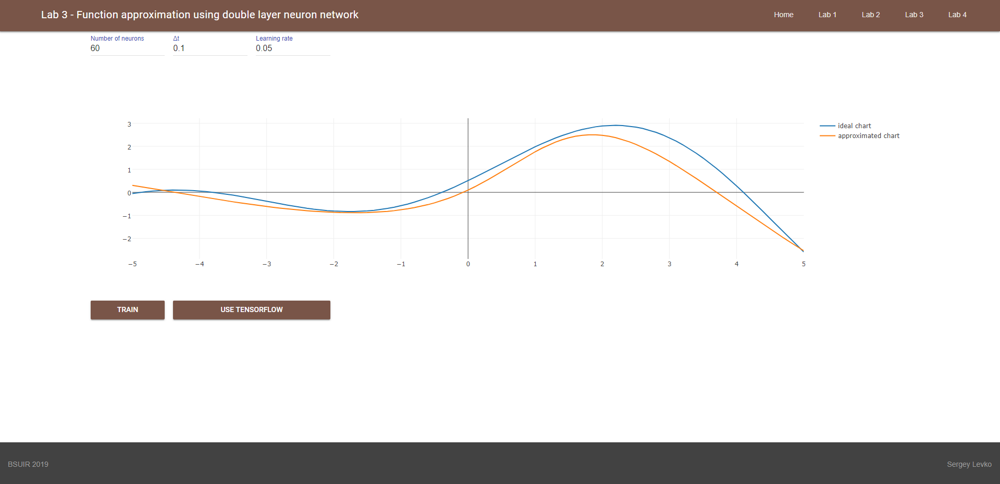 Lab 3 - Function approximation using double layer neuron network
Home Lab 1 Lab 2 Lab 3 Lab 4
Number of neurons Δt Learning rate
60 0.1 0.05
3
2
1
0
−1
−2
−5 −4 −3 −2 −1 0 1 2 3 4 5
ideal chart
approximated chart
TRAIN USE TENSORFLOW
BSUIR 2019 Sergey Levko